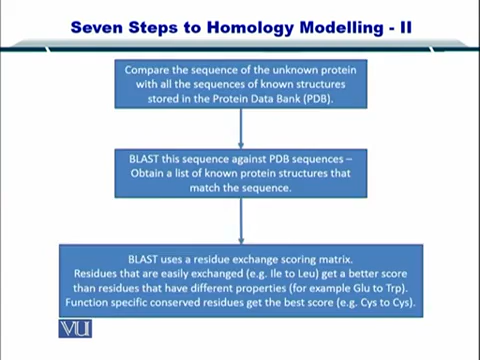 Seven Steps to Homology Modelling - II
Compare the sequence of the unknown protein
with all the sequences of known structures
stored in the Protein Data Bank (PDB).
BLAST this sequence against PDB sequences –
Obtain a list of known protein structures that
match the sequence.
BLAST uses a residue exchange scoring matrix.
Residues that are easily exchanged (e.g. Ile to Leu) get a better score
than residues that have different properties (for example Glu to Trp).
Function specific conserved residues get the best score (e.g. Cys to Cys).
VU